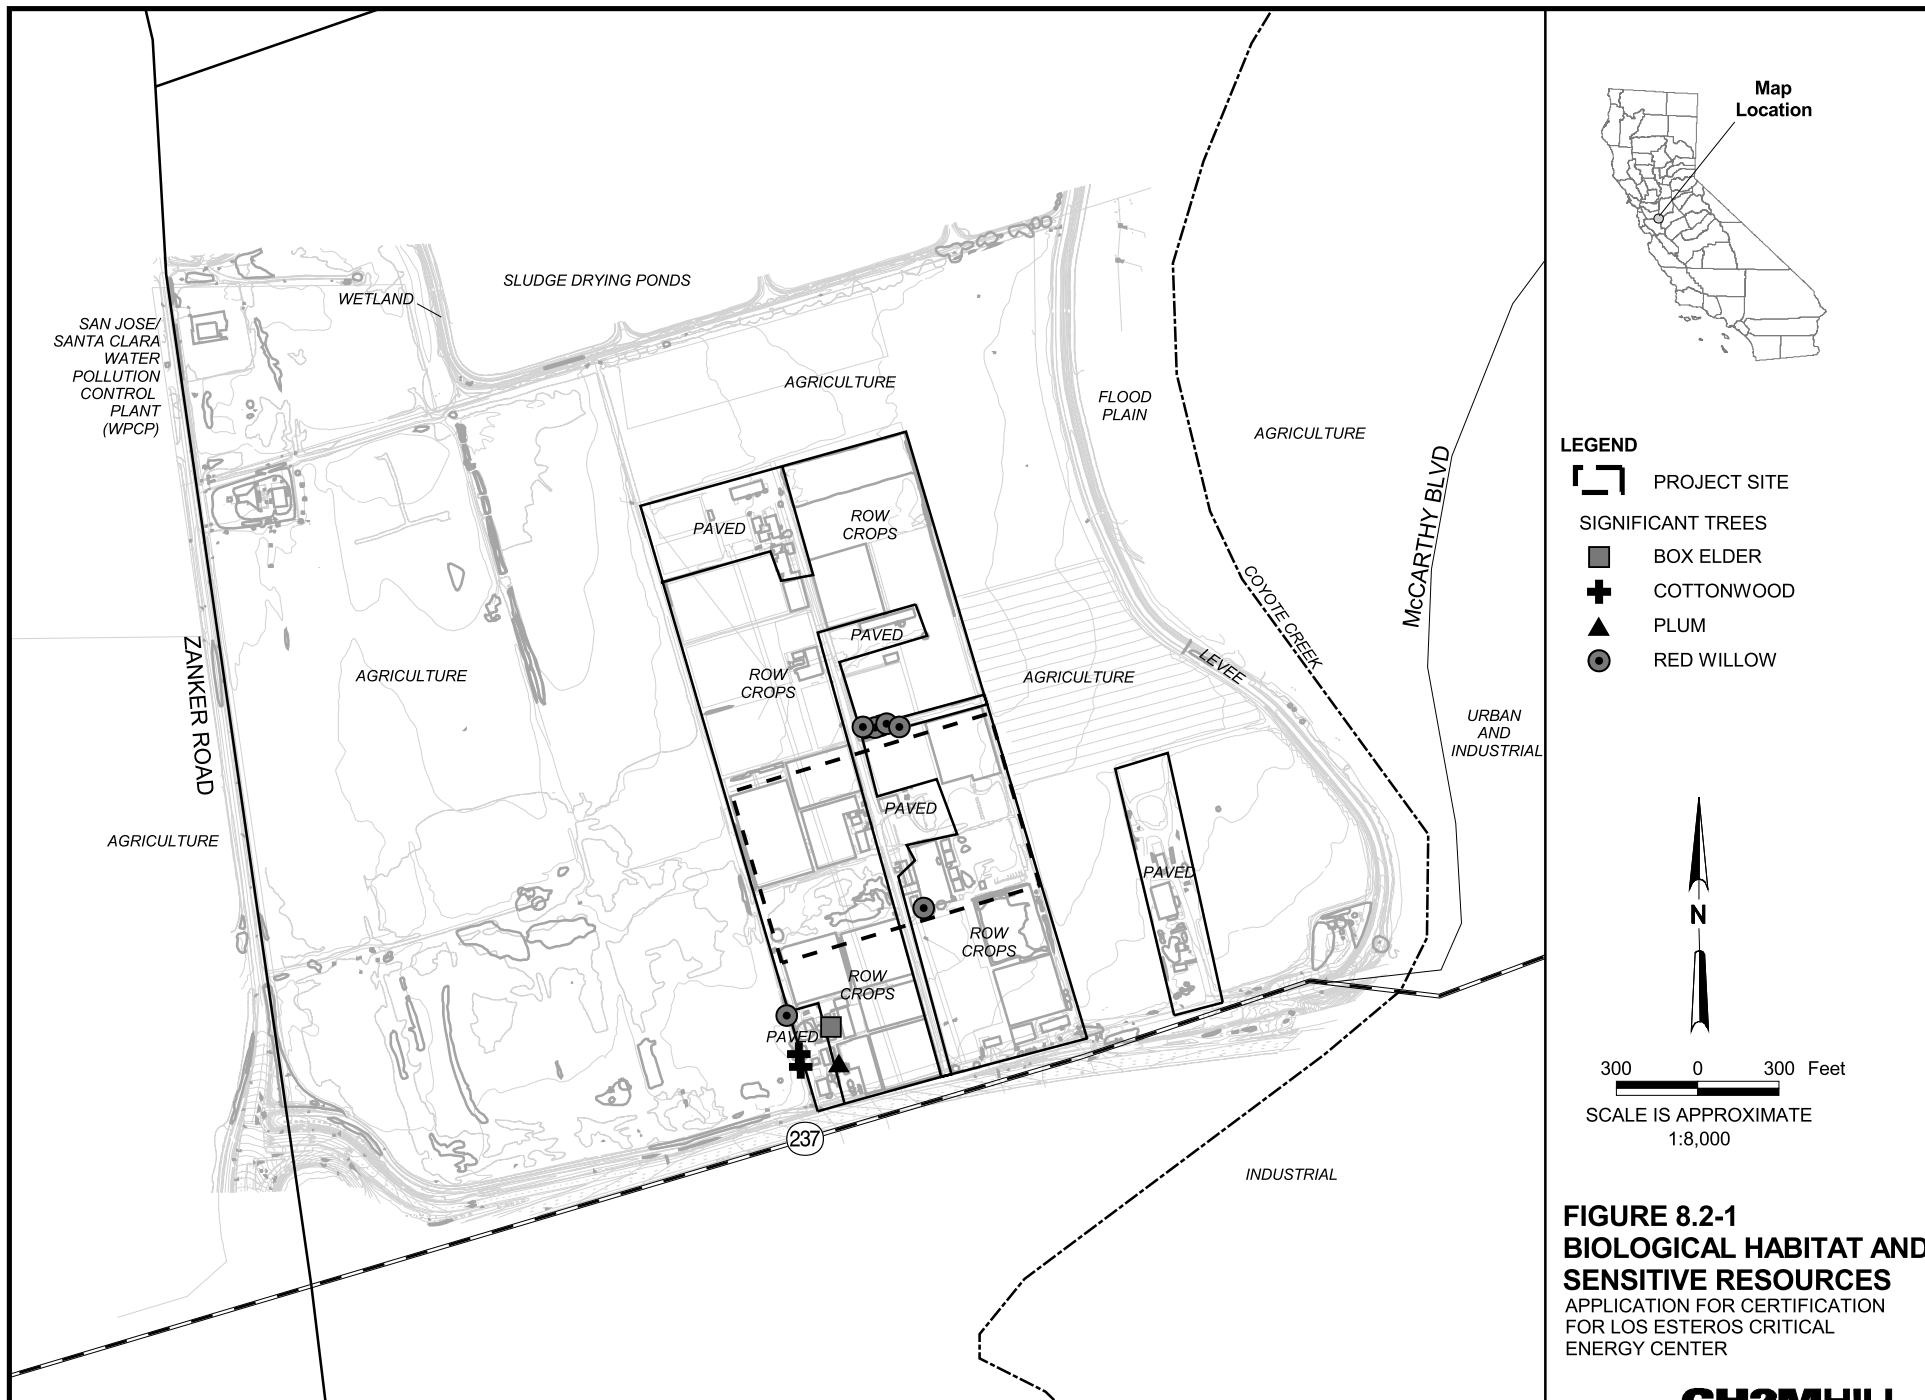 SLUDGE DRYING PONDS
WETLAND
SAN JOSE/
SANTA CLARA
WATER
POLLUTION
CONTROL
PLANT
(WPCP)
AGRICULTURE
FLOOD
PLAIN
AGRICULTURE
McCARTHY BLVD
PAVED
ROW
CROPS
COYOTE CREEK
PAVED
ZANKER ROAD
AGRICULTURE
ROW
CROPS
AGRICULTURE
LEVEE
URBAN
AND
INDUSTRIAL
AGRICULTURE
PAVED
PAVED
ROW
CROPS
ROW
CROPS
PAVED
237
INDUSTRIAL
Map
Location
LEGEND
PROJECT SITE
SIGNIFICANT TREES
BOX ELDER
COTTONWOOD
PLUM
RED WILLOW
N
300 0 300 Feet
SCALE IS APPROXIMATE
1:8,000
FIGURE 8.2-1
BIOLOGICAL HABITAT AND
SENSITIVE RESOURCES
APPLICATION FOR CERTIFICATION
FOR LOS ESTEROS CRITICAL
ENERGY CENTER
CH2MHILL